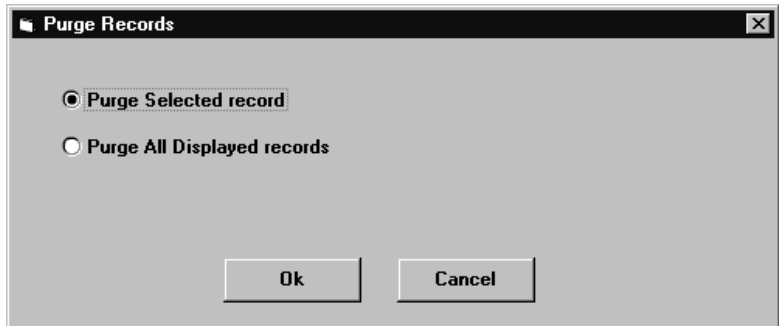 Purge Records
Purge Selected record
Purge All Displayed records
Ok Cancel